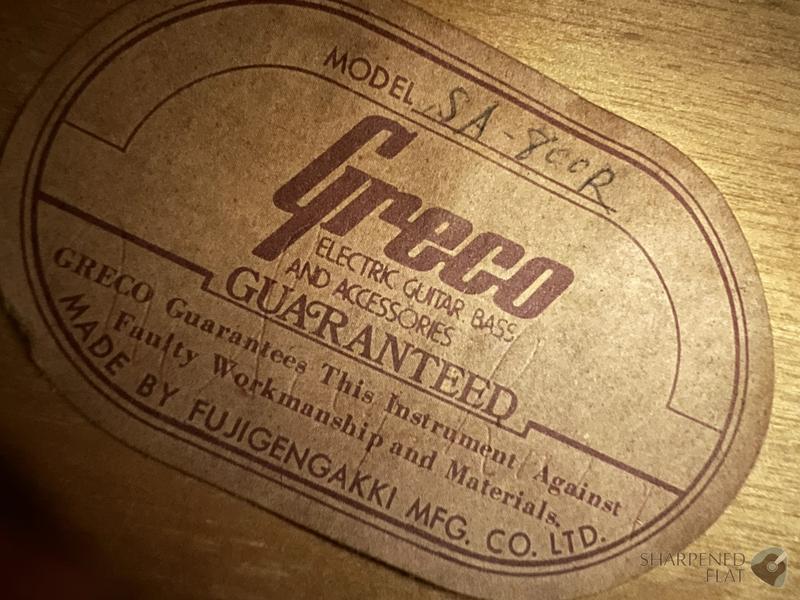 MODEL SA-800R
Greco
ELECTRIC GUITAR BASS
AND ACCESSORIES
GUARANTEED
GRECO Guarantees This Instrument Against
Faulty Workmanship and Materials.
MADE BY FUJIGENGAKKI MFG. CO. LTD.
SHARPENED
FLAT